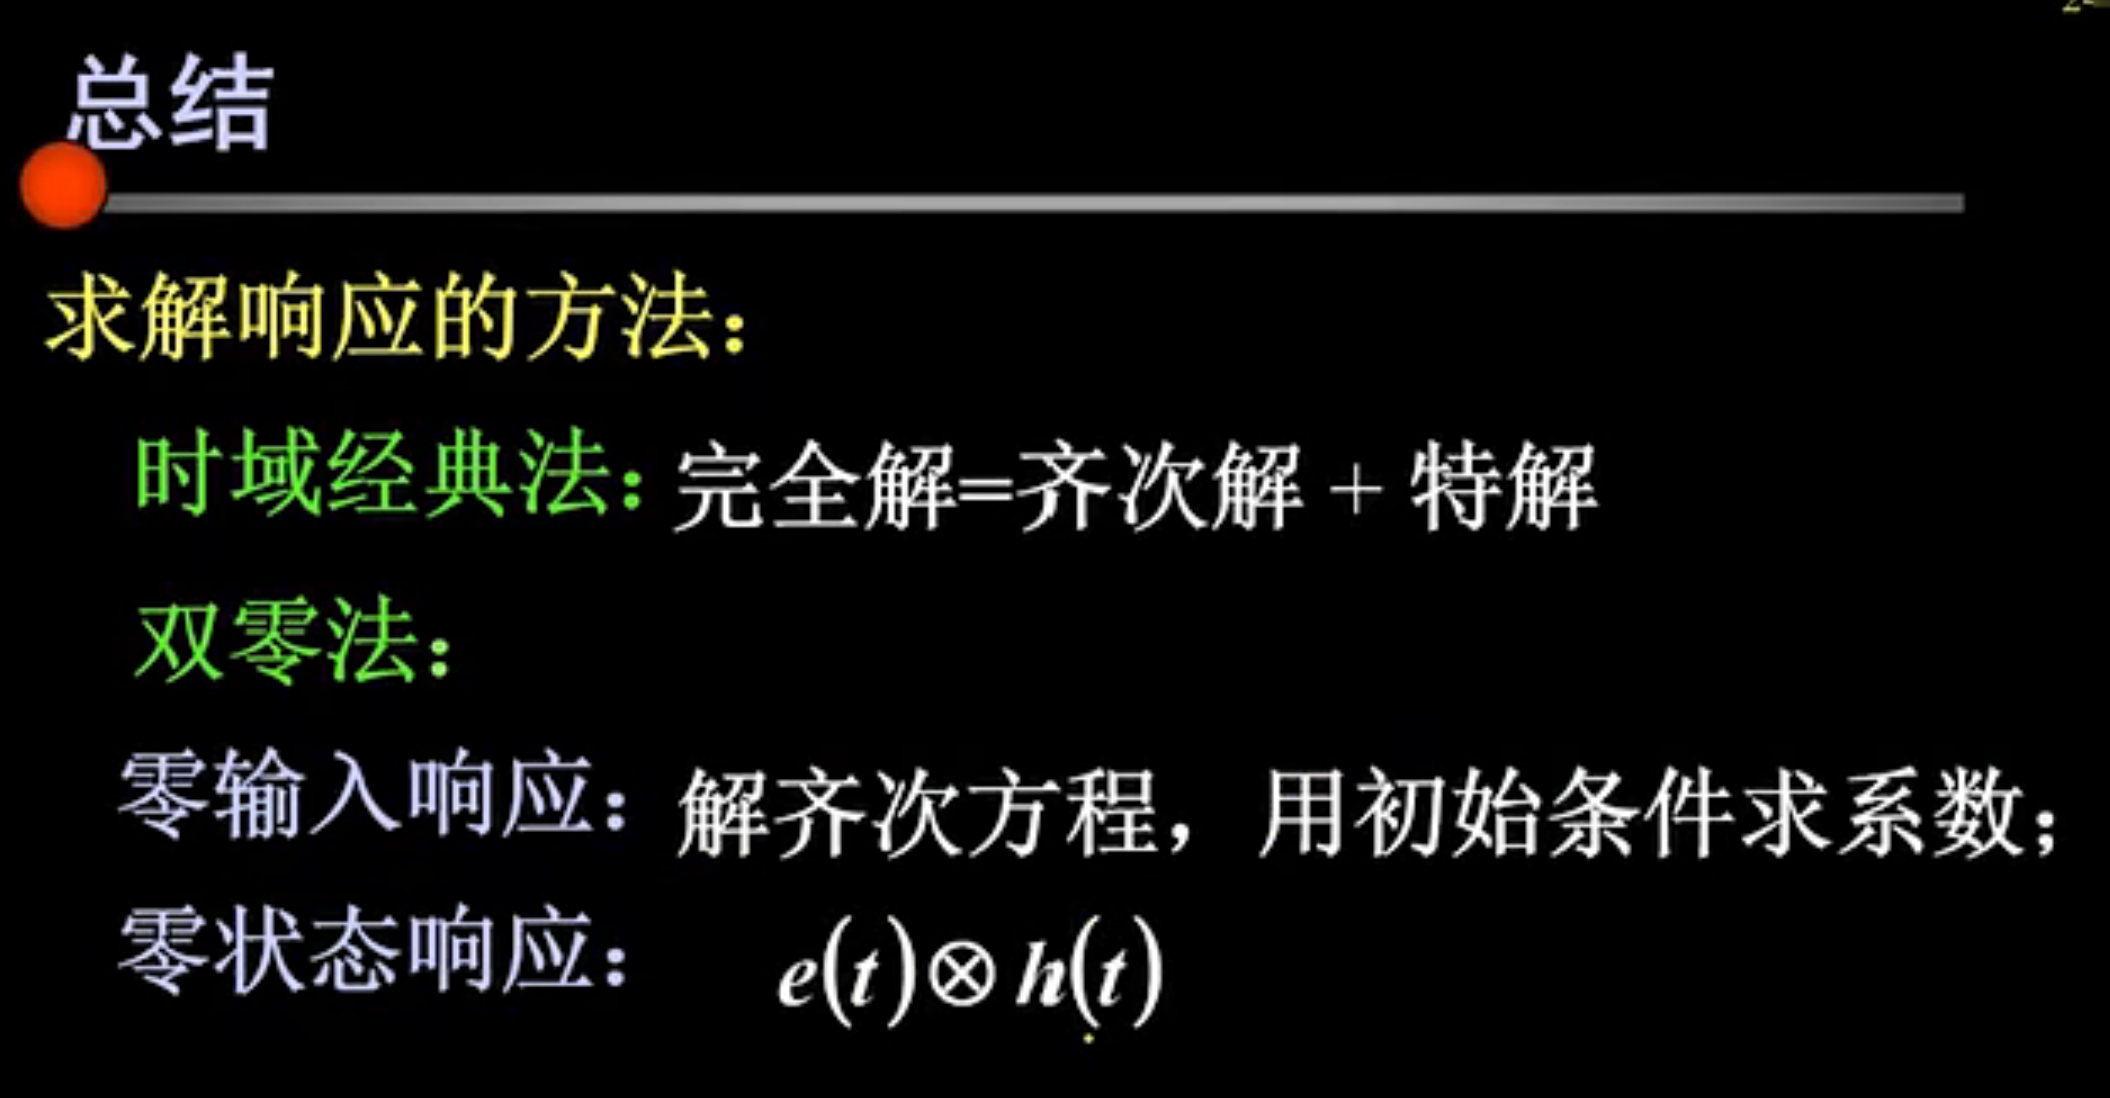 总结
求解响应的方法：
时域经典法：完全解=齐次解 + 特解
双零法：
零输入响应：解齐次方程，用初始条件求系数；
零状态响应：e(t)⊗h(t)